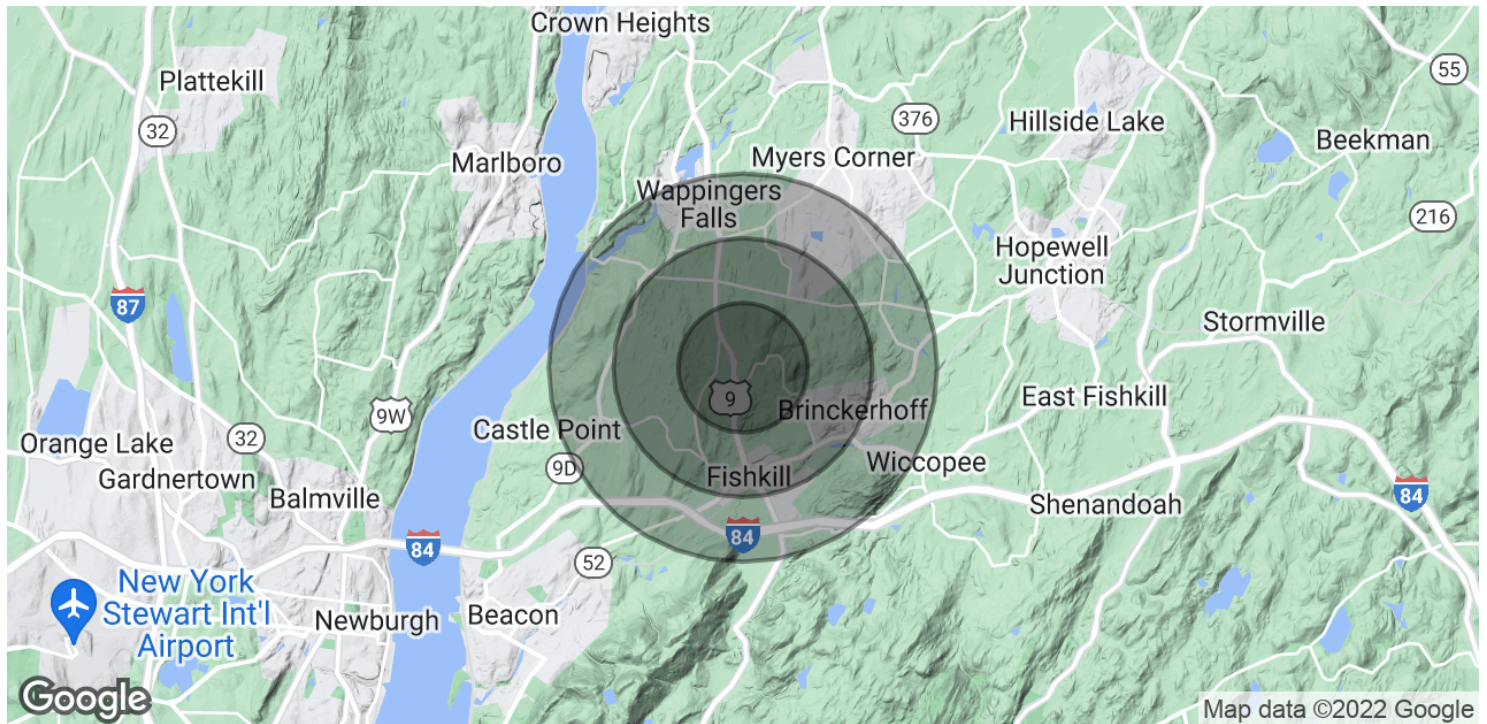 Crown Heights
Plattekill
55
32
376
Hillside Lake
Beekman
Marlboro
Myers Corner
Wappingers
Falls
216
Hopewell
Junction
87
Stormville
9
9W
East Fishkill
Brinckerhoff
Castle Point
32
Orange Lake
Gardnertown
9D
Wiccopee
Fishkill
Balmville
Shenandoah
84
84
84
52
New York
Stewart Int'l
Airport
Newburgh
Beacon
Google
Map data ©2022 Google